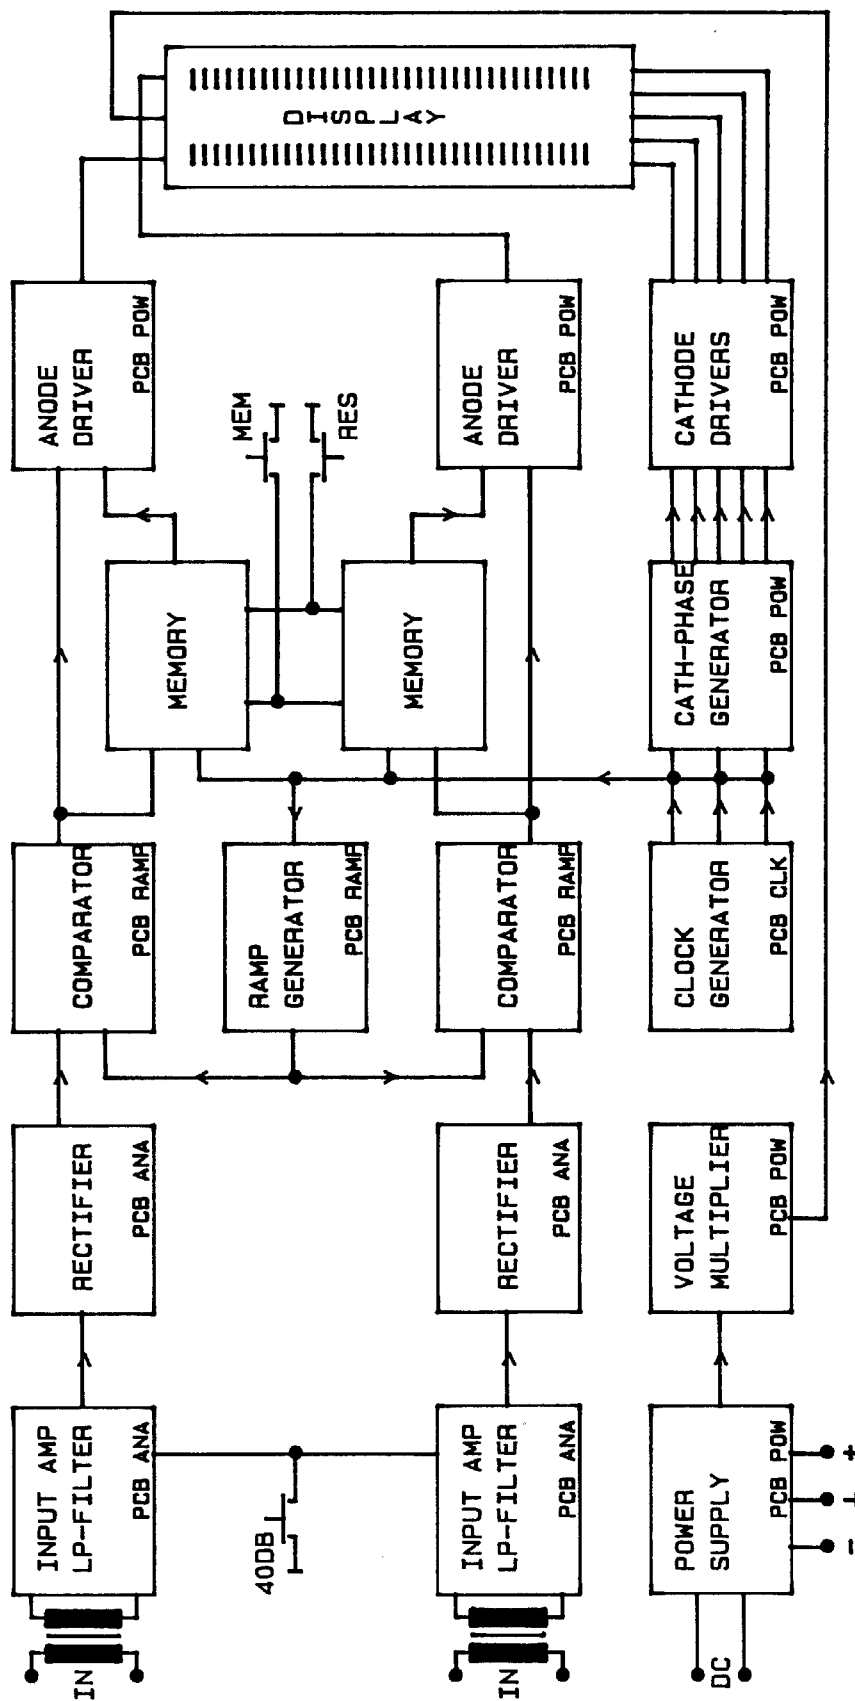 IN
INPUT AMP
LP-FILTER
PCB ANA
RECTIFIER
PCB ANA
COMPARATOR
PCB RAMP
MEMORY
ANODE
DRIVER
PCB POW
DISPLAY
40DB
RAMP
GENERATOR
PCB RAMP
MEM
RES
MEMORY
IN
INPUT AMP
LP-FILTER
PCB ANA
RECTIFIER
PCB ANA
COMPARATOR
PCB RAMP
ANODE
DRIVER
PCB POW
DC
POWER
SUPPLY
PCB POW
- ⊥ +
VOLTAGE
MULTIPLIER
PCB POW
CLOCK
GENERATOR
PCB CLK
CATH-PHASE
GENERATOR
PCB POW
CATHODE
DRIVERS
PCB POW